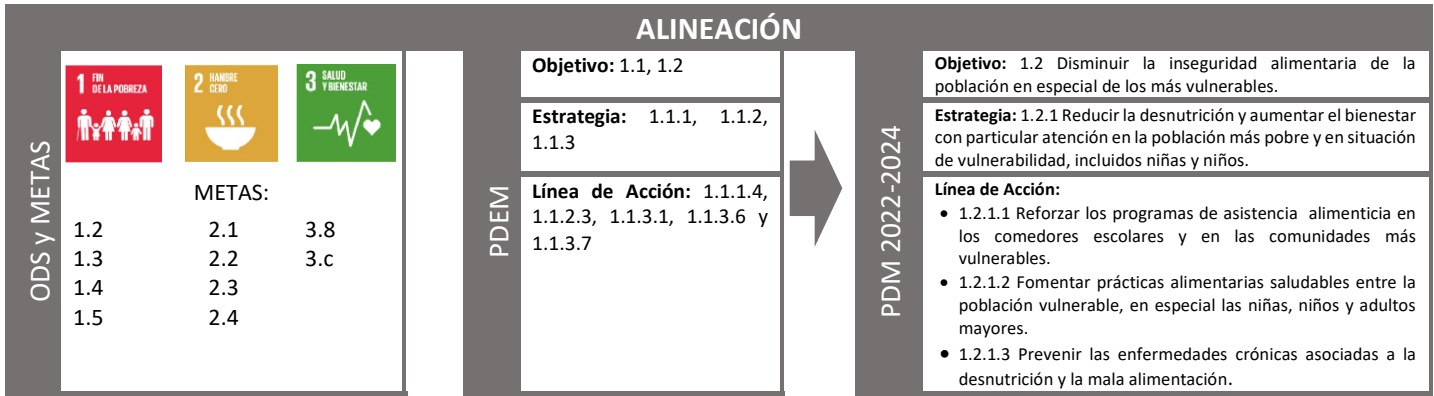 ALINEACIÓN
ODS y METAS
1 FIN
DE LA POBREZA
2 HAMBRE
CERO
3 SALUD
Y BIENESTAR
METAS:
1.2 2.1 3.8
1.3 2.2 3.c
1.4 2.3
1.5 2.4
PDEM
Objetivo: 1.1, 1.2
Estrategia: 1.1.1, 1.1.2,
1.1.3
Línea de Acción: 1.1.1.4,
1.1.2.3, 1.1.3.1, 1.1.3.6 y
1.1.3.7
PDM 2022-2024
Objetivo: 1.2 Disminuir la inseguridad alimentaria de la
población en especial de los más vulnerables.
Estrategia: 1.2.1 Reducir la desnutrición y aumentar el bienestar
con particular atención en la población más pobre y en situación
de vulnerabilidad, incluidos niñas y niños.
Línea de Acción:
• 1.2.1.1 Reforzar los programas de asistencia alimenticia en
los comedores escolares y en las comunidades más
vulnerables.
• 1.2.1.2 Fomentar prácticas alimentarias saludables entre la
población vulnerable, en especial las niñas, niños y adultos
mayores.
• 1.2.1.3 Prevenir las enfermedades crónicas asociadas a la
desnutrición y la mala alimentación.